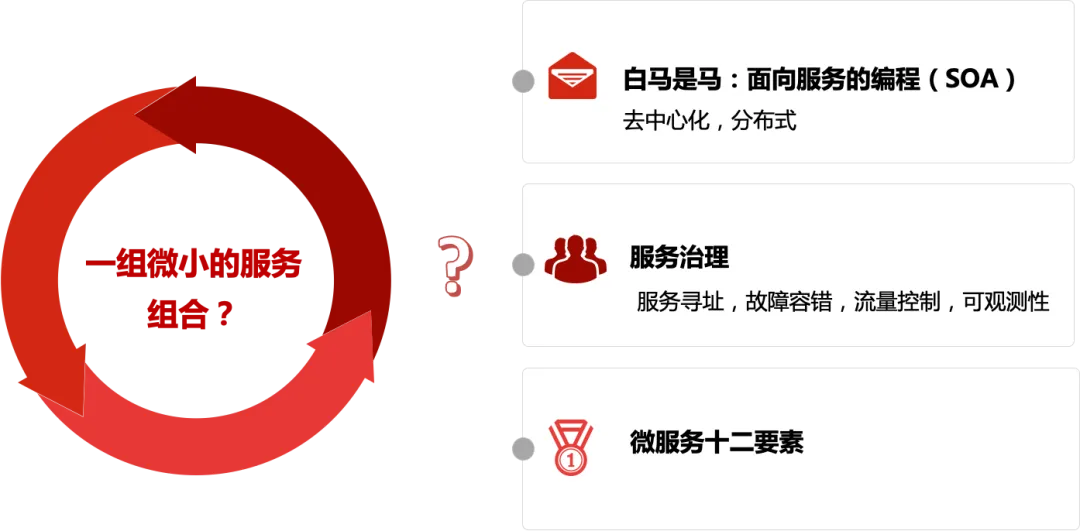 一组微小的服务
组合？
?
白马是马：面向服务的编程（SOA）
去中心化，分布式
服务治理
服务寻址，故障容错，流量控制，可观测性
1
微服务十二要素